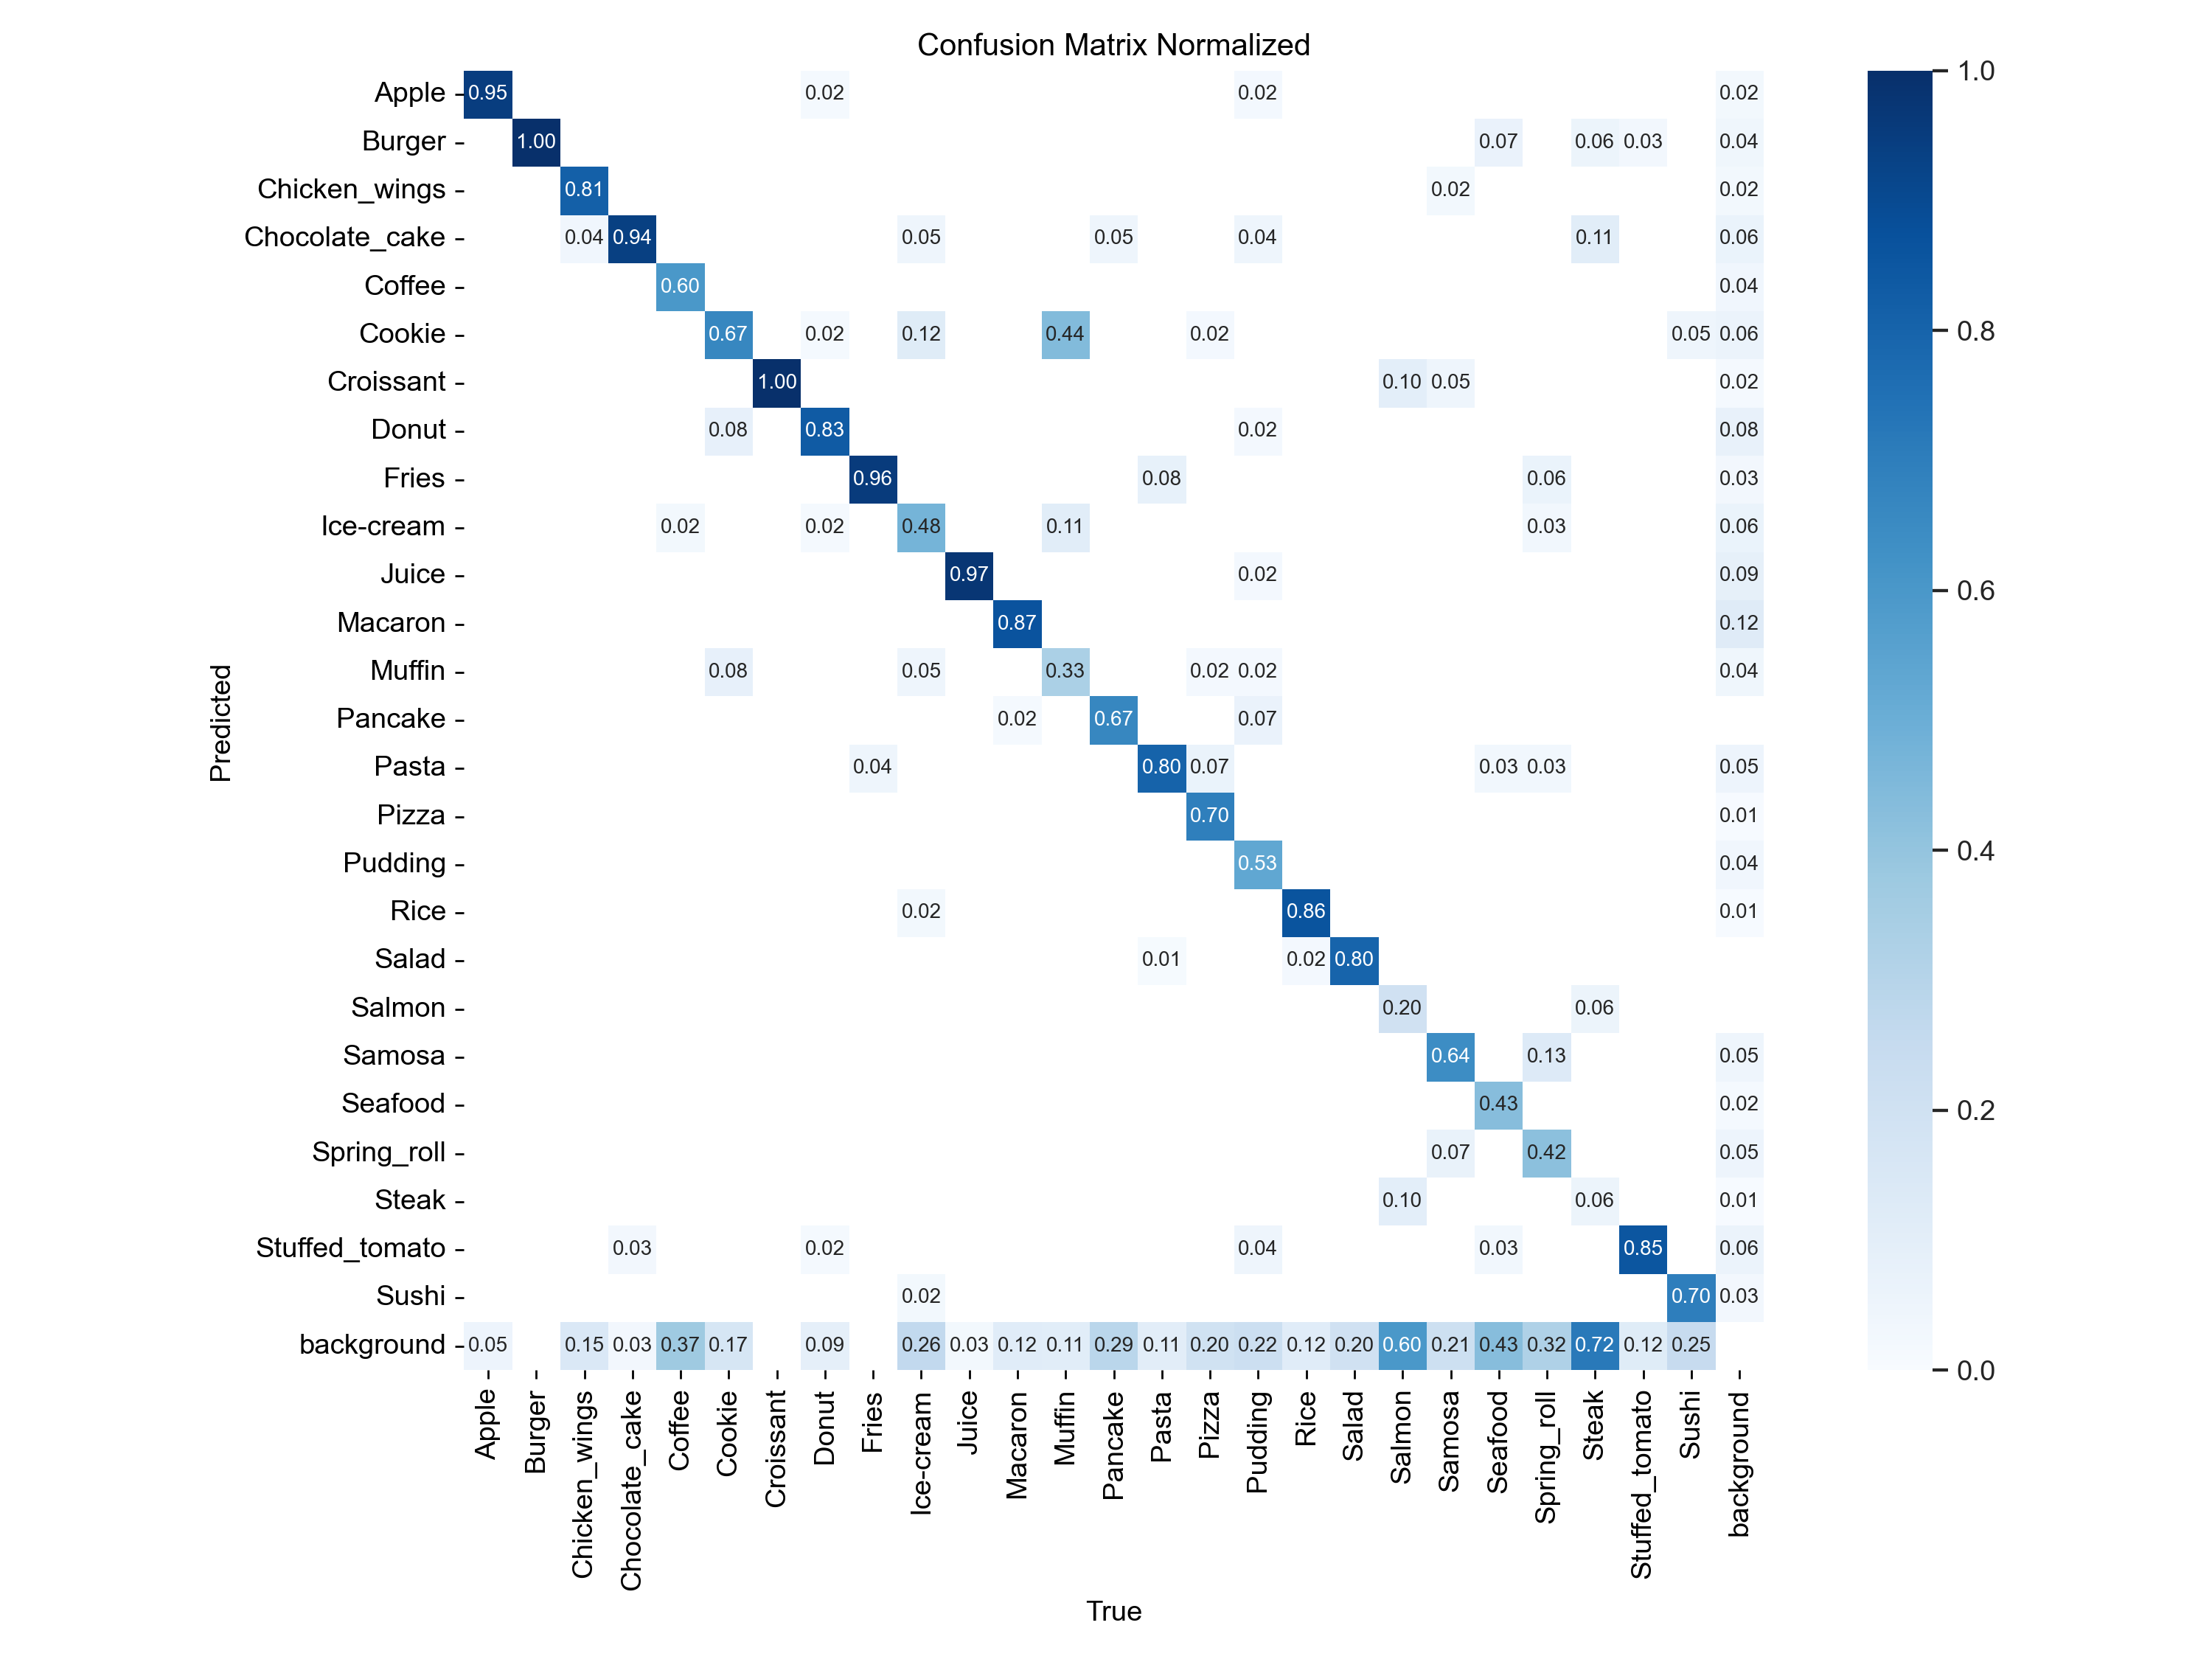 Confusion Matrix Normalized
Apple 0.95 0.02 0.02 0.02
Burger 1.00 0.07 0.06 0.03 0.04
Chicken_wings 0.81 0.02 0.02
Chocolate_cake 0.04 0.94 0.05 0.05 0.04 0.11 0.06
Coffee 0.60 0.04
Cookie 0.67 0.02 0.12 0.44 0.02 0.05 0.06
Croissant 1.00 0.10 0.05 0.02
Donut 0.08 0.83 0.02 0.08
Fries 0.96 0.08 0.06 0.03
Ice-cream 0.02 0.02 0.48 0.11 0.03 0.06
Juice 0.97 0.02 0.09
Macaron 0.87 0.12
Muffin 0.08 0.05 0.33 0.02 0.02 0.04
Pancake 0.02 0.67 0.07
Pasta 0.04 0.80 0.07 0.03 0.03 0.05
Pizza 0.70 0.01
Pudding 0.53 0.04
Rice 0.02 0.86 0.01
Salad 0.01 0.02 0.80
Salmon 0.20 0.06
Samosa 0.64 0.13 0.05
Seafood 0.43 0.02
Spring_roll 0.07 0.42 0.05
Steak 0.10 0.06 0.01
Stuffed_tomato 0.03 0.02 0.04 0.03 0.85 0.06
Sushi 0.02 0.70 0.03
background 0.05 0.15 0.03 0.37 0.17 0.09 0.26 0.03 0.12 0.11 0.29 0.11 0.20 0.22 0.12 0.20 0.60 0.21 0.43 0.32 0.72 0.12 0.25
Apple
Burger
Chicken_wings
Chocolate_cake
Coffee
Cookie
Croissant
Donut
Fries
Ice-cream
Juice
Macaron
Muffin
Pancake
Pasta
Pizza
Pudding
Rice
Salad
Salmon
Samosa
Seafood
Spring_roll
Steak
Stuffed_tomato
Sushi
background
True
Predicted
1.0
0.8
0.6
0.4
0.2
0.0